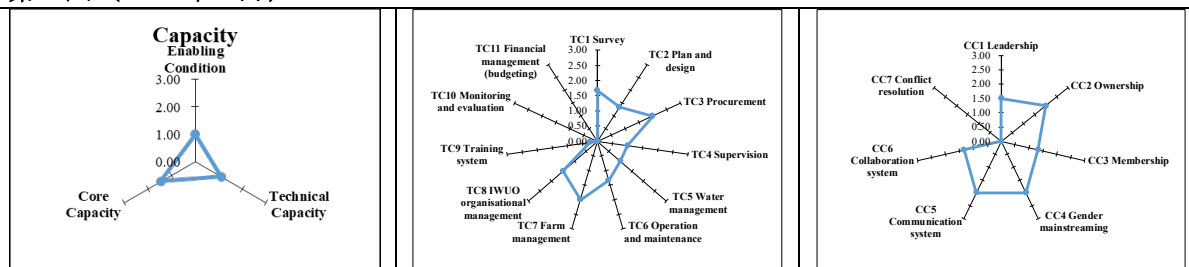 Capacity
Enabling
Condition
3.00
2.00
1.00
0.00
Core
Capacity
Technical
Capacity
TC1 Survey
3.00
2.50
2.00
1.50
1.00
0.50
0.00
TC2 Plan and
design
TC3 Procurement
TC4 Supervision
TC5 Water
management
TC6 Operation
and maintenance
TC7 Farm
management
TC8 IWUO
organisational
management
TC9 Training
system
TC10 Monitoring
and evaluation
TC11 Financial
management
(budgeting)
CC1 Leadership
3.00
2.50
2.00
1.50
1.00
0.50
0.00
CC2 Ownership
CC3 Membership
CC4 Gender
mainstreaming
CC5
Communication
system
CC6
Collaboration
system
CC7 Conflict
resolution